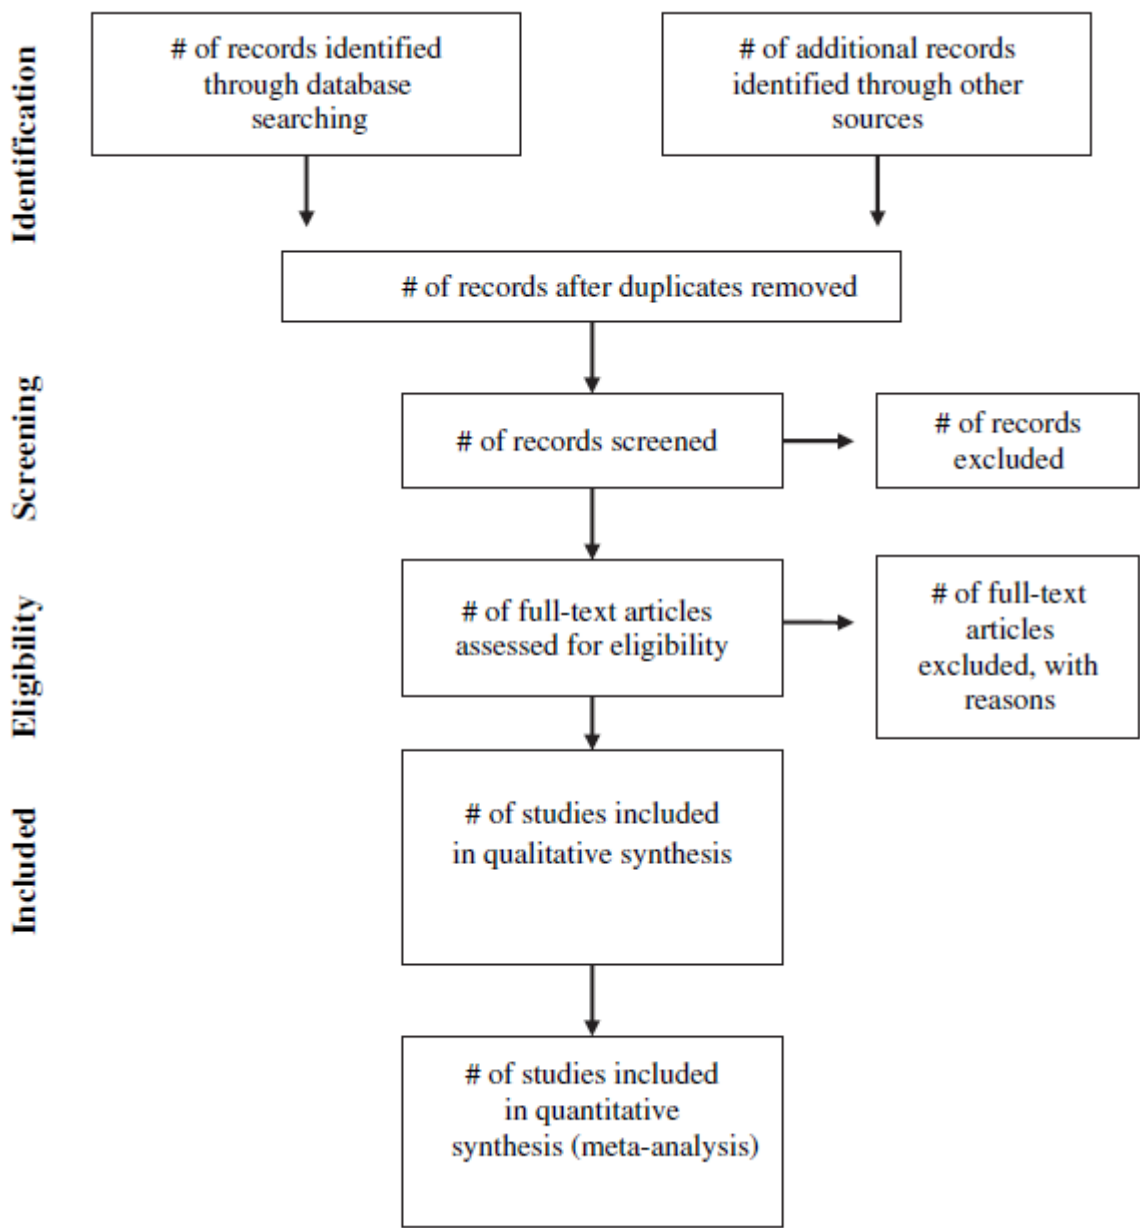 Identification
# of records identified
through database
searching
# of additional records
identified through other
sources
# of records after duplicates removed
Screening
# of records screened
# of records
excluded
Eligibility
# of full-text articles
assessed for eligibility
# of full-text
articles
excluded, with
reasons
Included
# of studies included
in qualitative synthesis
# of studies included
in quantitative
synthesis (meta-analysis)